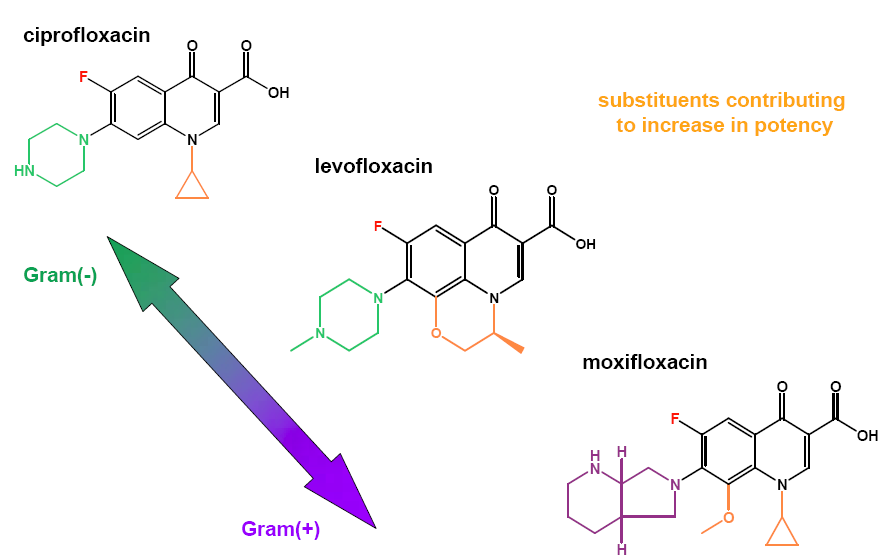 ciprofloxacin
O
O
F
OH
N
N
HN
substituents contributing
to increase in potency
levofloxacin
O
O
F
OH
N
N
N
O
Gram(-)
moxifloxacin
O
O
F
OH
H
N
H
N
N
O
H
Gram(+)